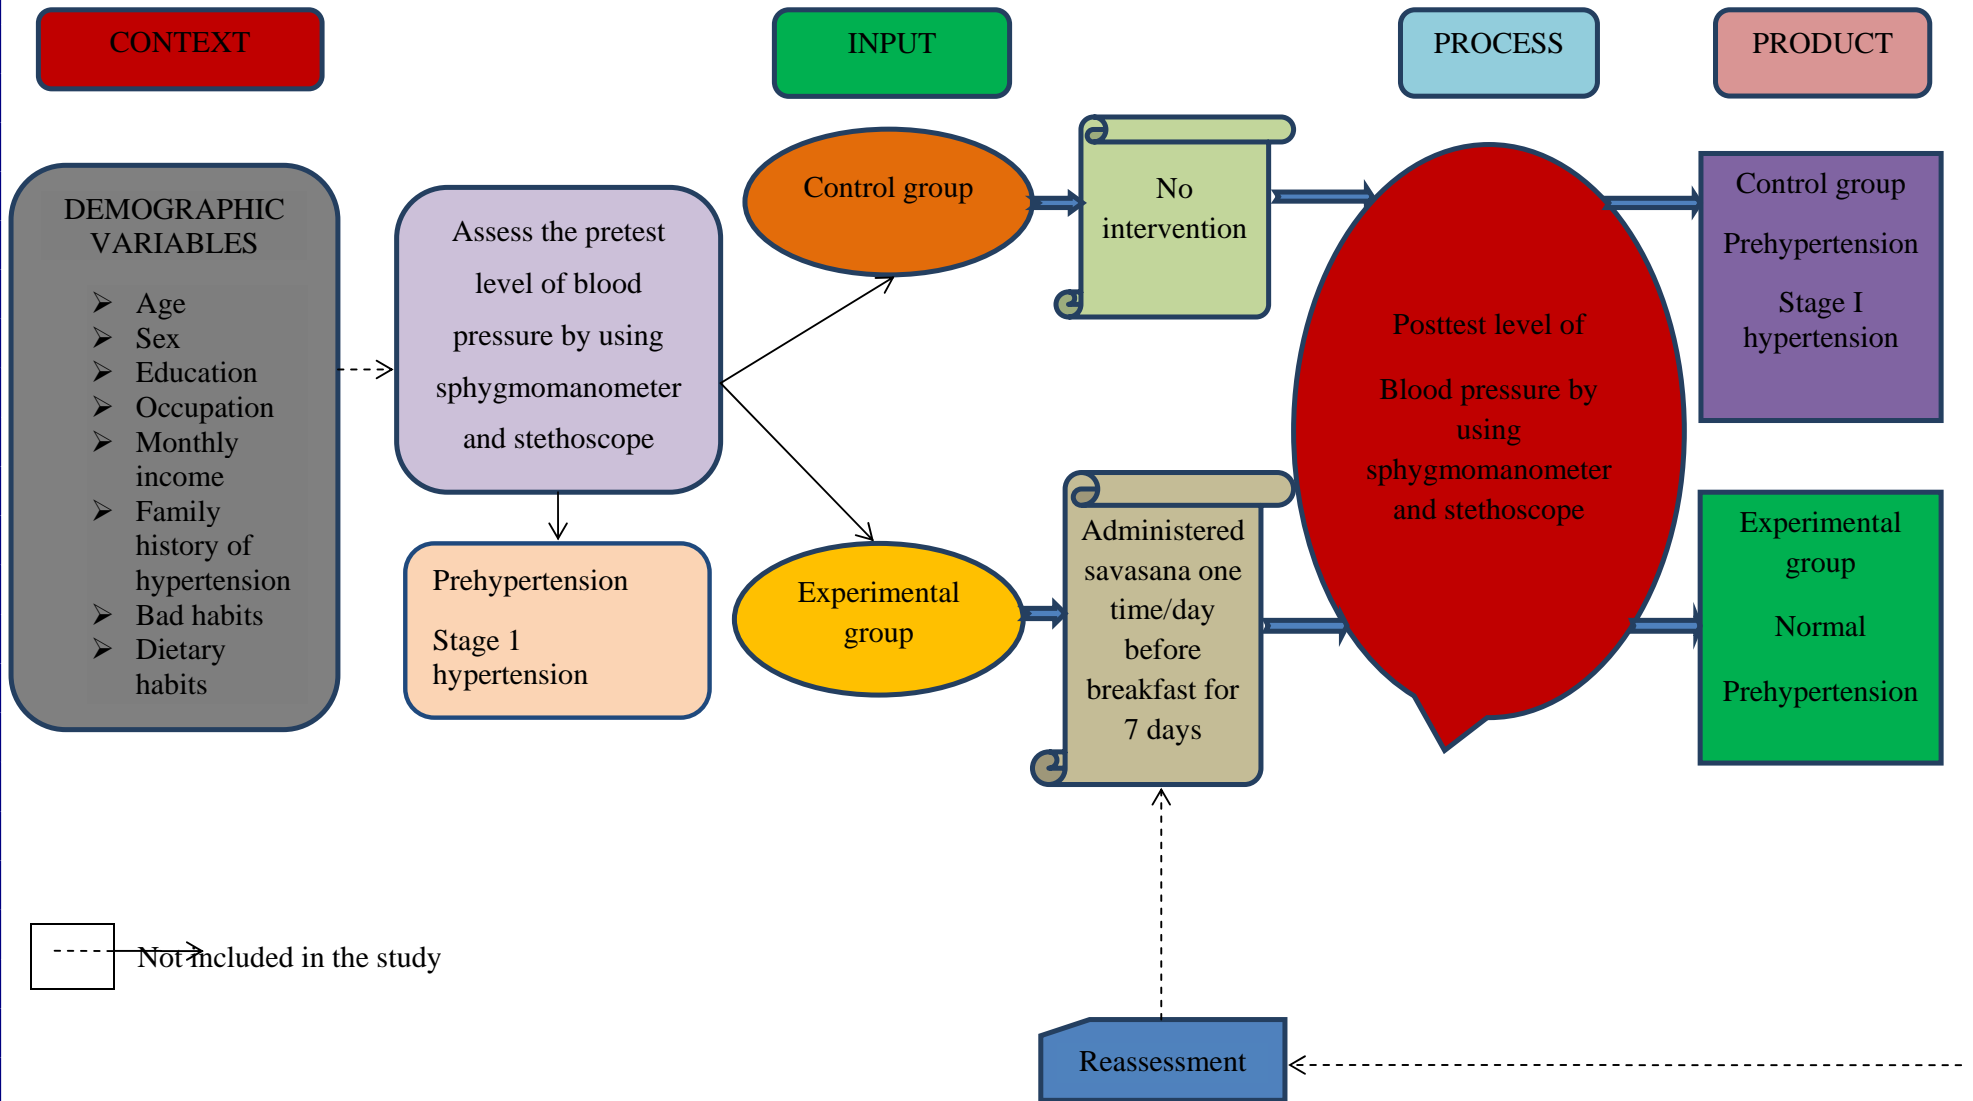 CONTEXT
INPUT
PROCESS
PRODUCT
DEMOGRAPHIC
VARIABLES
Age
Sex
Education
Occupation
Monthly
income
Family
history of
hypertension
Bad habits
Dietary
habits
Assess the pretest
level of blood
pressure by using
sphygmomanometer
and stethoscope
Prehypertension
Stage 1
hypertension
Control group
No
intervention
Experimental
group
Administered
savasana one
time/day
before
breakfast for
7 days
Posttest level of
Blood pressure by
using
sphygmomanometer
and stethoscope
Control group
Prehypertension
Stage I
hypertension
Experimental
group
Normal
Prehypertension
Not included in the study
Reassessment